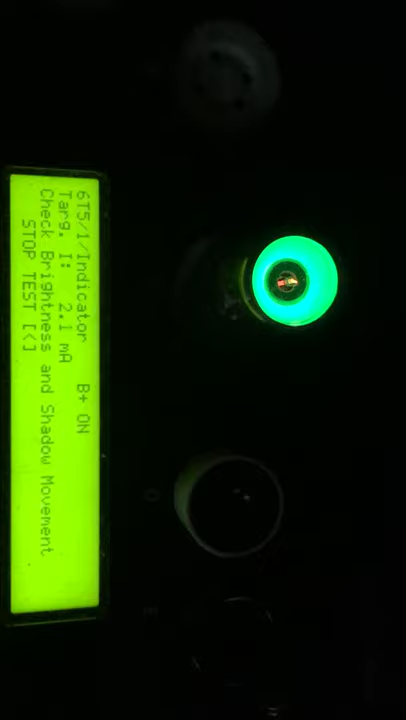 6T5/1/Indicator B+ ON
Targ. I: 2.1 mA
Check Brightness and Shadow Movement
STOP TEST [<]